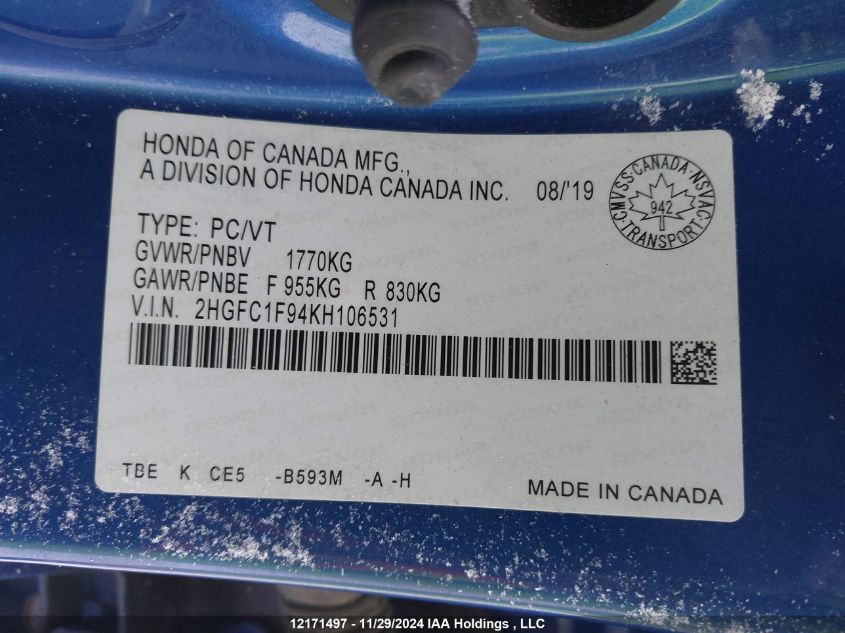 HONDA OF CANADA MFG.,
A DIVISION OF HONDA CANADA INC. 08/'19
CMVSS·CANADA·NSVAC·TRANSPORT·
942
TYPE: PC/VT
GVWR/PNBV 1770KG
GAWR/PNBE F 955KG R 830KG
V.I.N. 2HGFC1F94KH106531
TBE K CE5 -B593M -A -H
MADE IN CANADA
12171497 - 11/29/2024 IAA Holdings , LLC